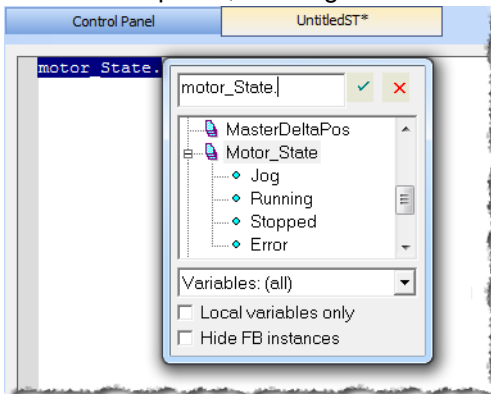 Control Panel UntitledST*
motor_State.
motor_State.
MasterDeltaPos
Motor_State
Jog
Running
Stopped
Error
Variables: (all)
Local variables only
Hide FB instances